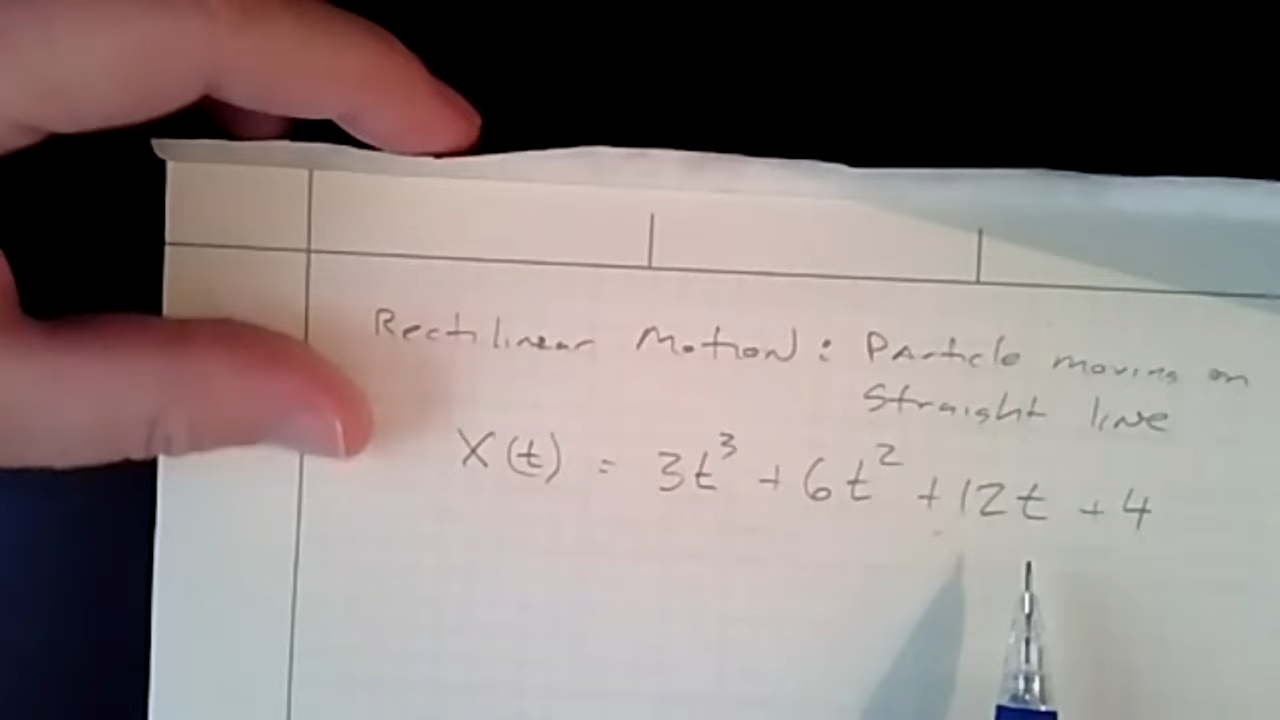 Rectilinear Motion: Particle moving on
straight line
X(t) = 3t³ + 6t² + 12t + 4